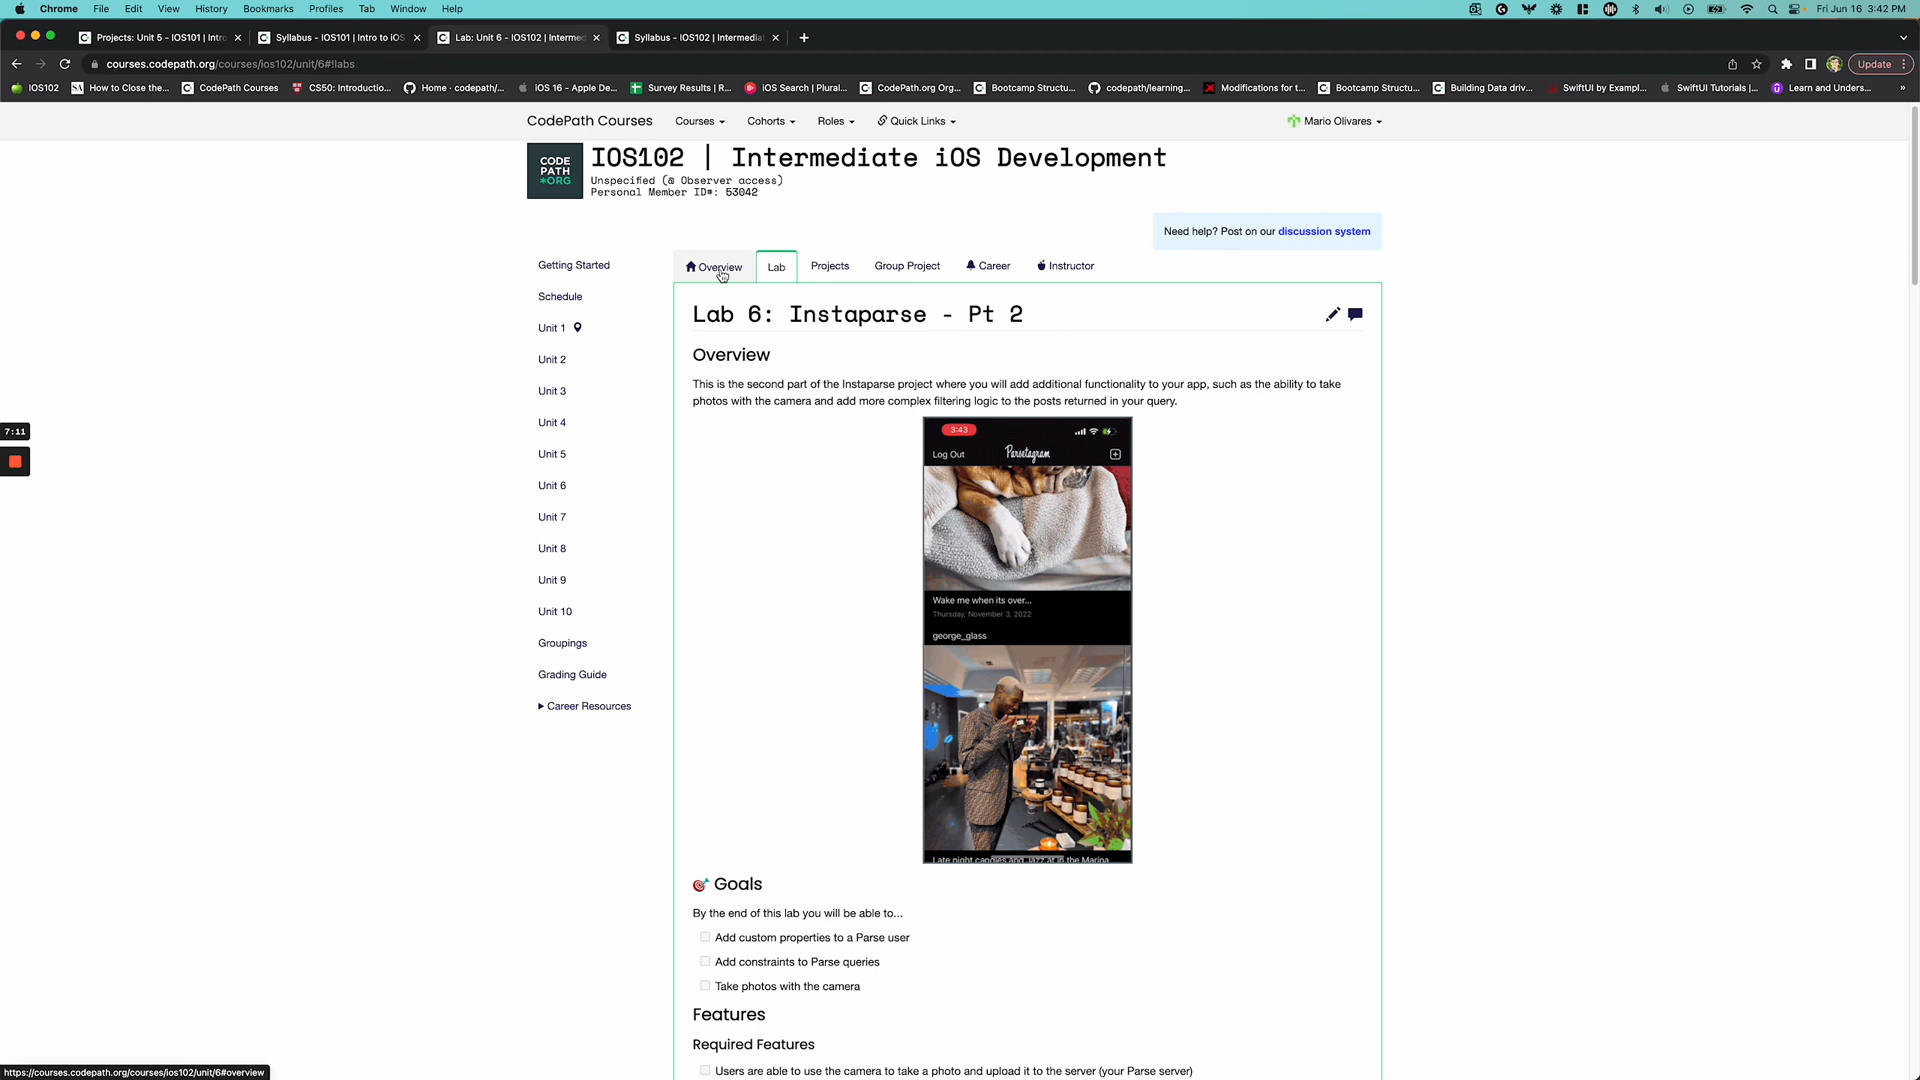 Chrome File Edit View History Bookmarks Profiles Tab Window Help Fri Jun 16 3:42 PM
Projects: Unit 5 - IOS101 | Intro Syllabus - IOS101 | Intro to iOS Lab: Unit 6 - IOS102 | Intermed Syllabus - IOS102 | Intermedia
courses.codepath.org/courses/ios102/unit/6#!labs Update
IOS102 How to Close the... CodePath Courses CS50: Introductio... Home · codepath/... iOS 16 - Apple De... Survey Results | R... iOS Search | Plural... CodePath.org Org... Bootcamp Structu... codepath/learning... Modifications for t... Bootcamp Structu... Building Data driv... SwiftUI by Exampl... SwiftUI Tutorials |... Learn and Unders... »
CodePath Courses Courses Cohorts Roles Quick Links Mario Olivares
CODE PATH *ORG
IOS102 | Intermediate iOS Development
Unspecified (@ Observer access)
Personal Member ID#: 53042
Need help? Post on our discussion system
Getting Started
Schedule
Unit 1
Unit 2
Unit 3
Unit 4
Unit 5
Unit 6
Unit 7
Unit 8
Unit 9
Unit 10
Groupings
Grading Guide
Career Resources
7:11
Overview Lab Projects Group Project Career Instructor
Lab 6: Instaparse - Pt 2
Overview
This is the second part of the Instaparse project where you will add additional functionality to your app, such as the ability to take
photos with the camera and add more complex filtering logic to the posts returned in your query.
3:43
Log Out Parsetagram
Wake me when its over...
Thursday, November 3, 2022
george_glass
Late night candles and Jazz at in the Marina
Goals
By the end of this lab you will be able to...
Add custom properties to a Parse user
Add constraints to Parse queries
Take photos with the camera
Features
Required Features
Users are able to use the camera to take a photo and upload it to the server (your Parse server)
https://courses.codepath.org/courses/ios102/unit/6#overview